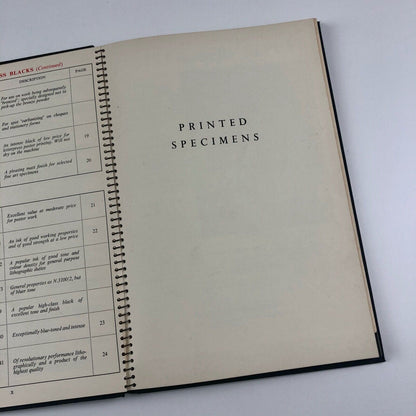 SS BLACKS (Continued)
DESCRIPTION
PAGE
For use on work being subsequently
'bronzed'; specially designed not to
pick-up the bronze powder
For spot 'carbonizing' on cheques
and stationery forms
An intense black of low price for
letterpress poster printing. Will not
dry on the machine
19
A pleasing matt finish for selected
fine art specimens
20
Excellent value at moderate price
for poster work
21
An ink of good working properties
and of good strength at a low price
22
A popular ink of good tone and
colour density for general purpose
lithographic duties
General properties as N.3100/2, but
of bluer tone
A popular high-class black of
excellent tone and finish
Exceptionally blue-toned and intense
23
Of revolutionary performance litho-
graphically and a product of the
highest quality
24
X
PRINTED
SPECIMENS